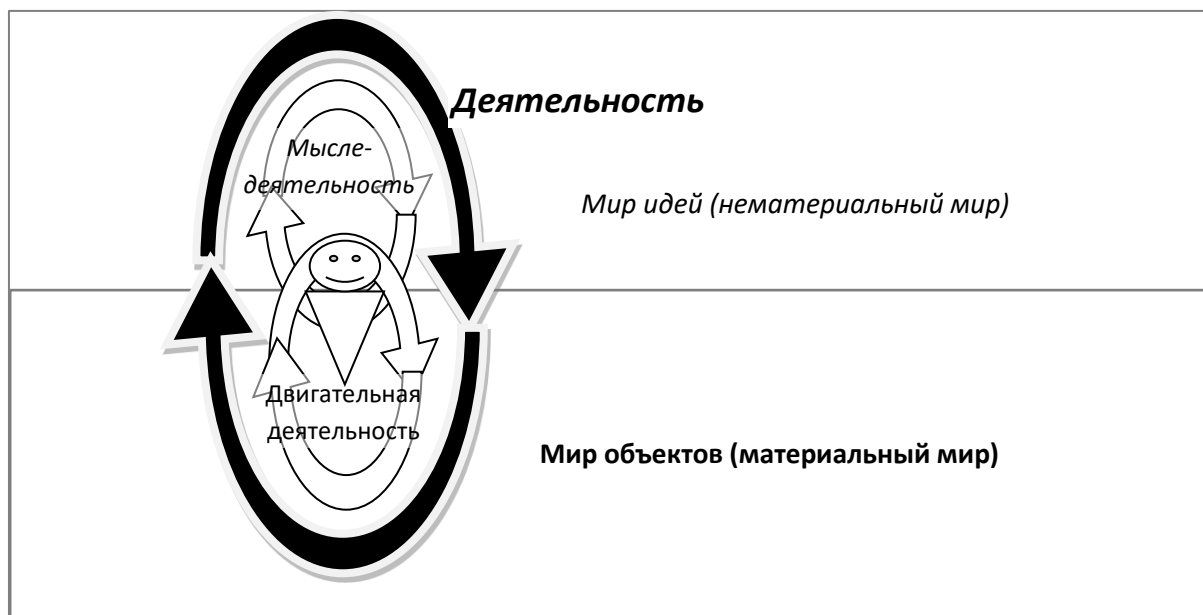 Деятельность
Мысле-
деятельность
Мир идей (нематериальный мир)
Двигательная
деятельность
Мир объектов (материальный мир)